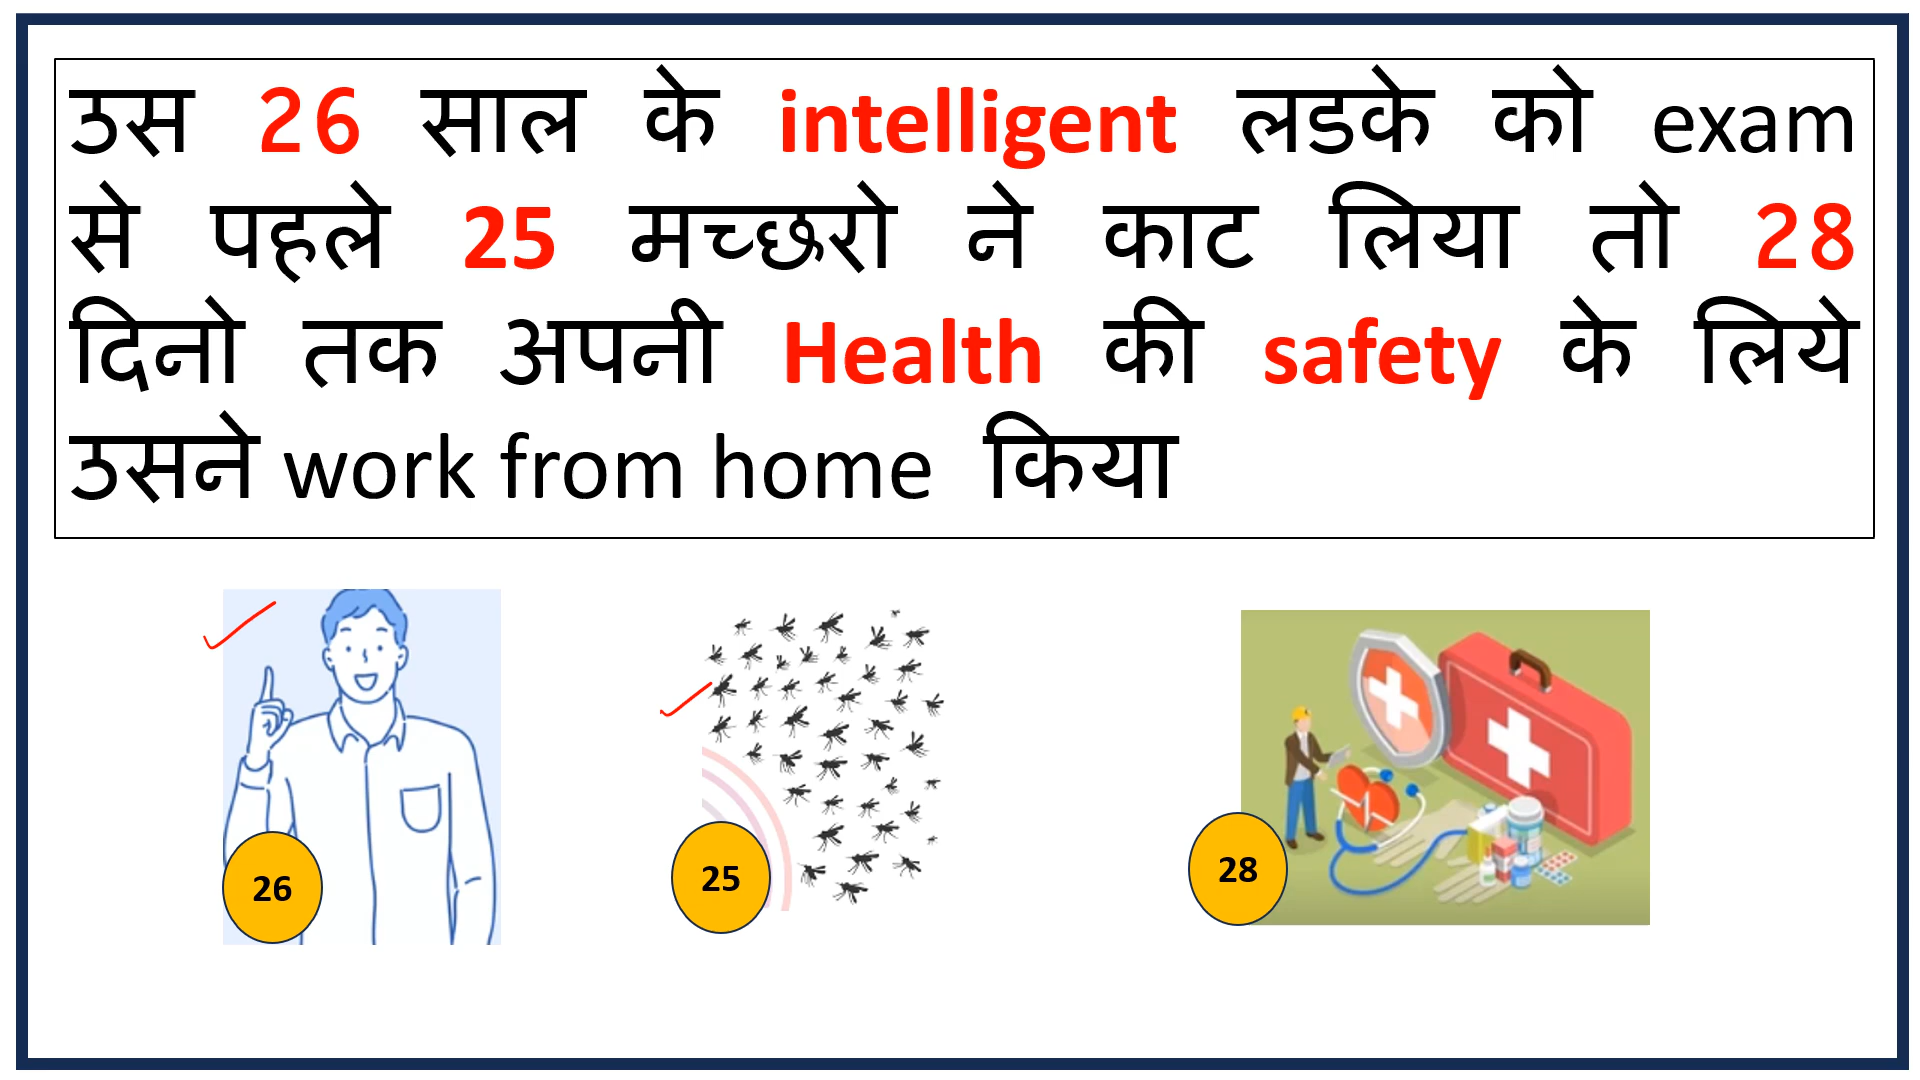 उस 26 साल के intelligent लडके को exam
से पहले 25 मच्छरो ने काट लिया तो 28
दिनो तक अपनी Health की safety के लिये
उसने work from home किया
26
25
28